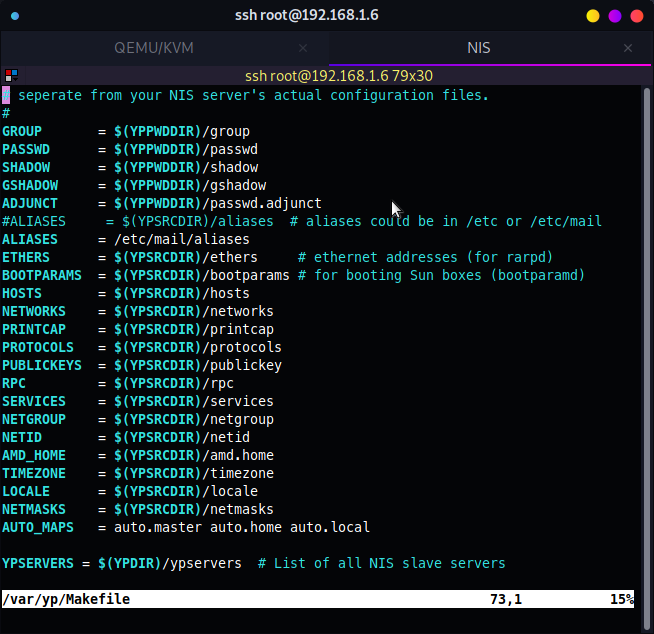 ssh root@192.168.1.6
QEMU/KVM × NIS ×
ssh root@192.168.1.6 79x30
# seperate from your NIS server's actual configuration files.
#
GROUP       = $(YPPWDDIR)/group
PASSWD      = $(YPPWDDIR)/passwd
SHADOW      = $(YPPWDDIR)/shadow
GSHADOW     = $(YPPWDDIR)/gshadow
ADJUNCT     = $(YPPWDDIR)/passwd.adjunct
#ALIASES     = $(YPSRCDIR)/aliases  # aliases could be in /etc or /etc/mail
ALIASES     = /etc/mail/aliases
ETHERS      = $(YPSRCDIR)/ethers     # ethernet addresses (for rarpd)
BOOTPARAMS  = $(YPSRCDIR)/bootparams # for booting Sun boxes (bootparamd)
HOSTS       = $(YPSRCDIR)/hosts
NETWORKS    = $(YPSRCDIR)/networks
PRINTCAP    = $(YPSRCDIR)/printcap
PROTOCOLS   = $(YPSRCDIR)/protocols
PUBLICKEYS  = $(YPSRCDIR)/publickey
RPC         = $(YPSRCDIR)/rpc
SERVICES    = $(YPSRCDIR)/services
NETGROUP    = $(YPSRCDIR)/netgroup
NETID       = $(YPSRCDIR)/netid
AMD_HOME    = $(YPSRCDIR)/amd.home
TIMEZONE    = $(YPSRCDIR)/timezone
LOCALE      = $(YPSRCDIR)/locale
NETMASKS    = $(YPSRCDIR)/netmasks
AUTO_MAPS   = auto.master auto.home auto.local
YPSERVERS = $(YPDIR)/ypservers  # List of all NIS slave servers
/var/yp/Makefile                                             73,1           15%